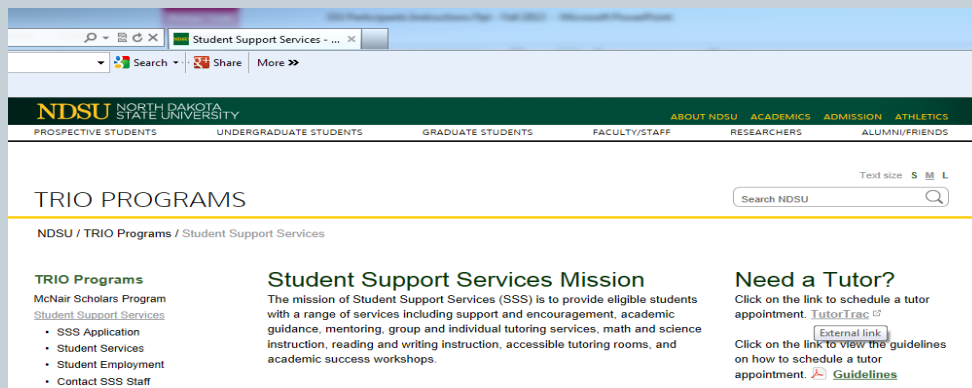 SSS Participants Instructions.Ppt - Fall 2012 - Microsoft PowerPoint
NDSU Student Support Services - ... ×
Search Share More »
NDSU NORTH DAKOTA
STATE UNIVERSITY
ABOUT NDSU ACADEMICS ADMISSION ATHLETICS
PROSPECTIVE STUDENTS UNDERGRADUATE STUDENTS GRADUATE STUDENTS FACULTY/STAFF RESEARCHERS ALUMNI/FRIENDS
Text size S M L
TRIO PROGRAMS
Search NDSU
NDSU / TRIO Programs / Student Support Services
TRIO Programs
McNair Scholars Program
Student Support Services
• SSS Application
• Student Services
• Student Employment
• Contact SSS Staff
Student Support Services Mission
The mission of Student Support Services (SSS) is to provide eligible students
with a range of services including support and encouragement, academic
guidance, mentoring, group and individual tutoring services, math and science
instruction, reading and writing instruction, accessible tutoring rooms, and
academic success workshops.
Need a Tutor?
Click on the link to schedule a tutor
appointment. TutorTrac
External link
Click on the link to view the guidelines
on how to schedule a tutor
appointment. Guidelines